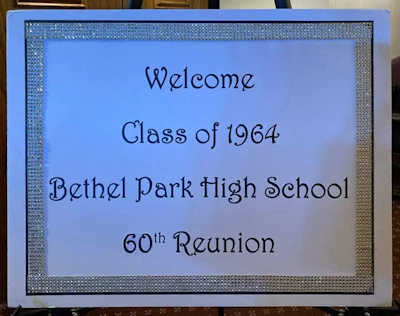 Welcome
Class of 1964
Bethel Park High School
60th Reunion